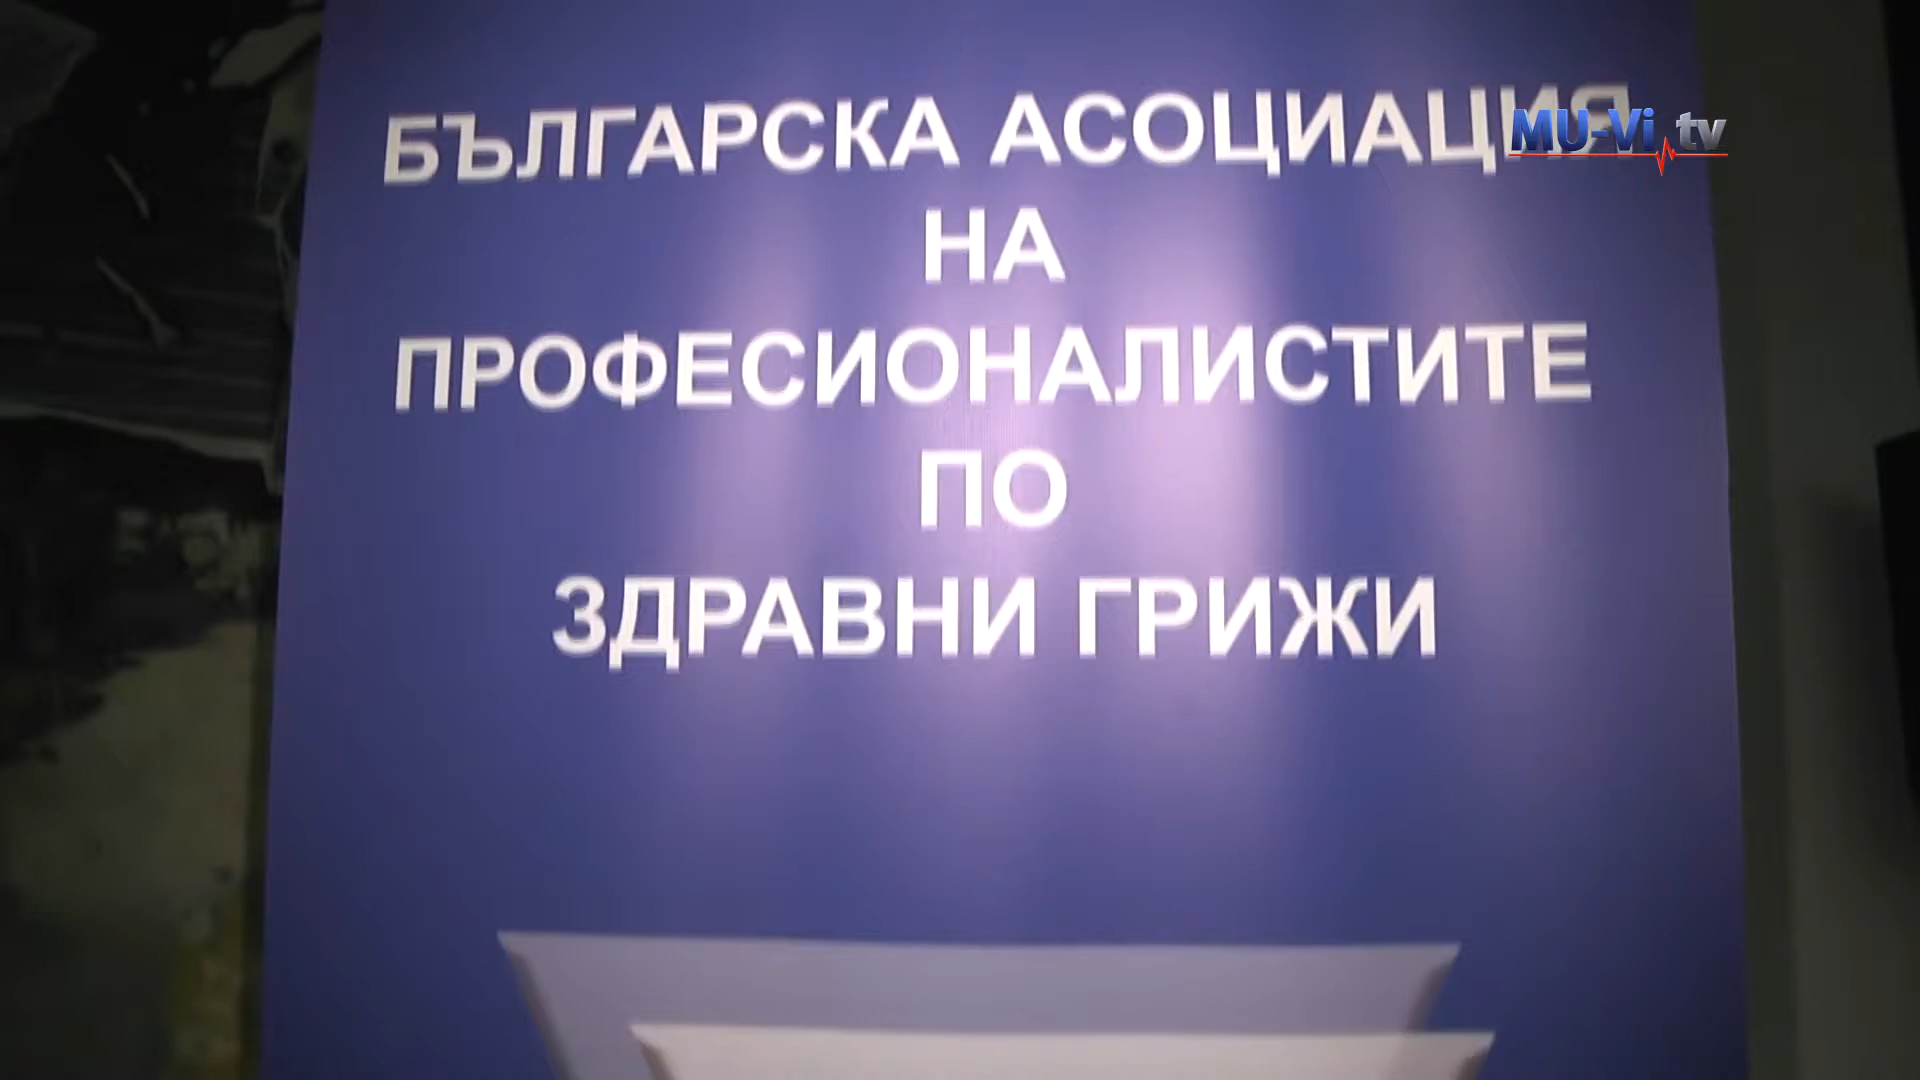 БЪЛГАРСКА АСОЦИАЦИЯ
MU-Vi.tv
НА
ПРОФЕСИОНАЛИСТИТЕ
ПО
ЗДРАВНИ ГРИЖИ